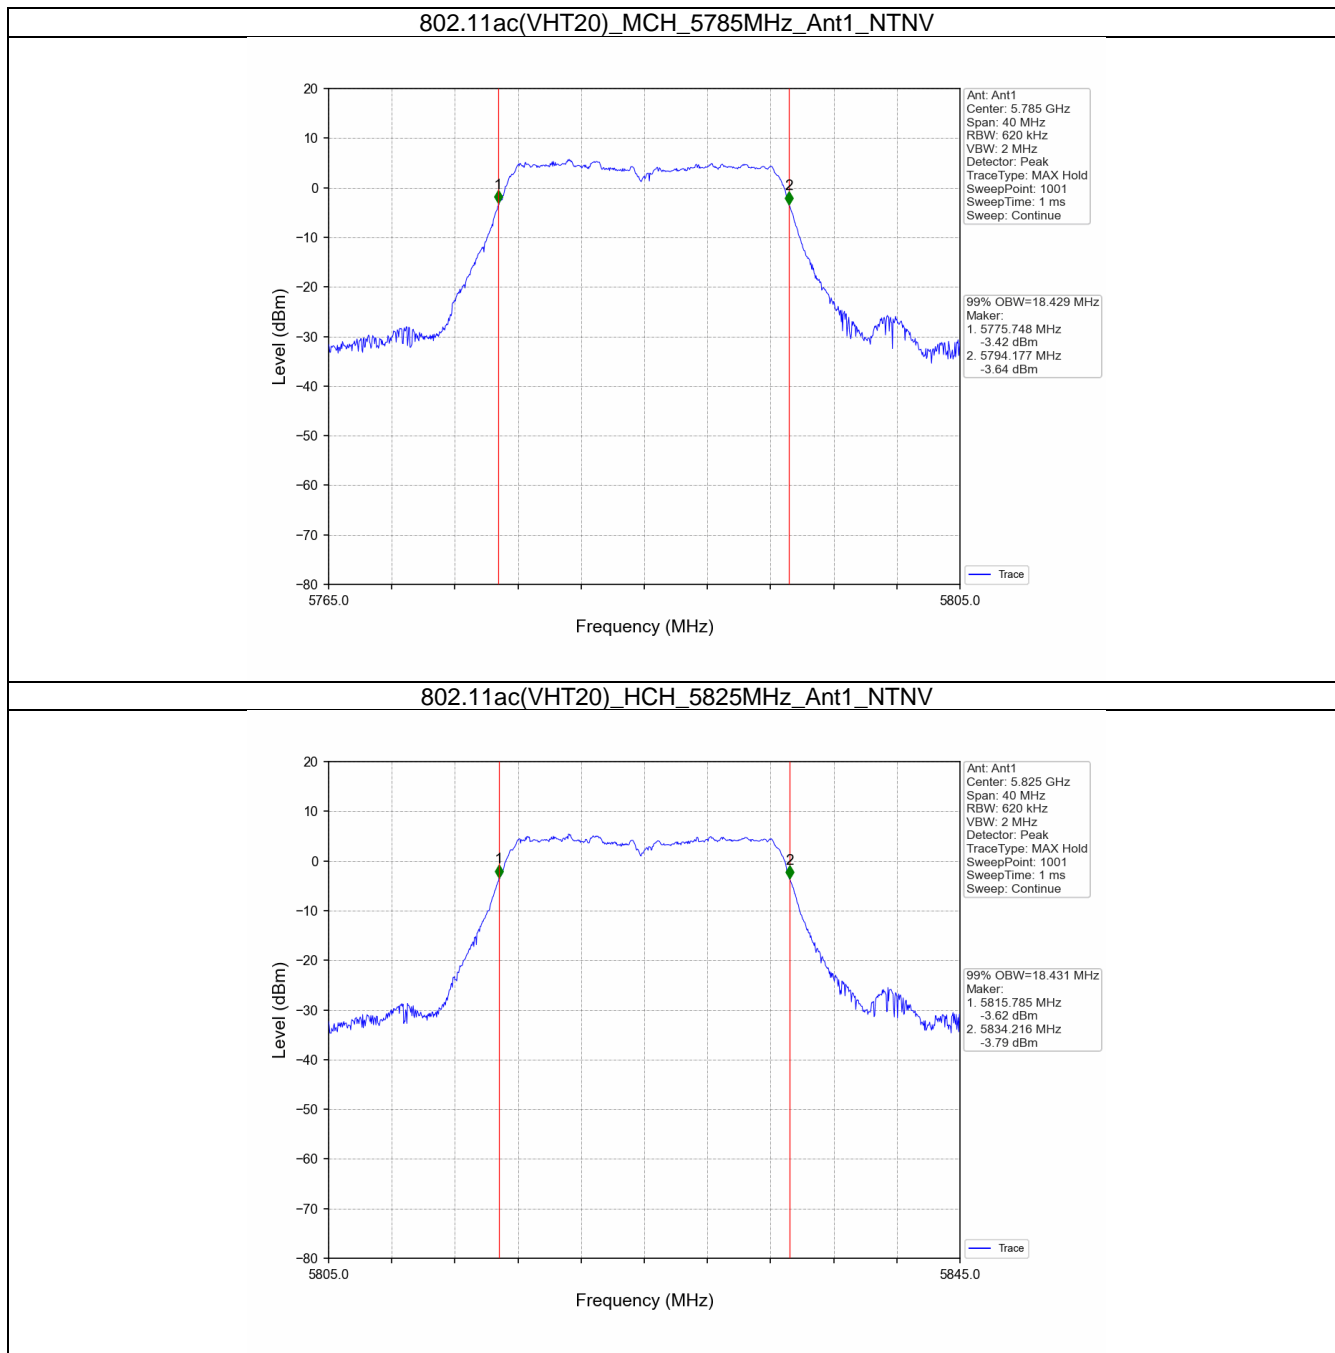 802.11ac(VHT20)_MCH_5785MHz_Ant1_NTNV
20
10
0
−10
−20
−30
−40
−50
−60
−70
−80
Level (dBm)
5765.0
5805.0
Frequency (MHz)
1
2
Ant: Ant1
Center: 5.785 GHz
Span: 40 MHz
RBW: 620 kHz
VBW: 2 MHz
Detector: Peak
TraceType: MAX Hold
SweepPoint: 1001
SweepTime: 1 ms
Sweep: Continue
99% OBW=18.429 MHz
Maker:
1. 5775.748 MHz
-3.42 dBm
2. 5794.177 MHz
-3.64 dBm
Trace
802.11ac(VHT20)_HCH_5825MHz_Ant1_NTNV
20
10
0
−10
−20
−30
−40
−50
−60
−70
−80
Level (dBm)
5805.0
5845.0
Frequency (MHz)
1
2
Ant: Ant1
Center: 5.825 GHz
Span: 40 MHz
RBW: 620 kHz
VBW: 2 MHz
Detector: Peak
TraceType: MAX Hold
SweepPoint: 1001
SweepTime: 1 ms
Sweep: Continue
99% OBW=18.431 MHz
Maker:
1. 5815.785 MHz
-3.62 dBm
2. 5834.216 MHz
-3.79 dBm
Trace